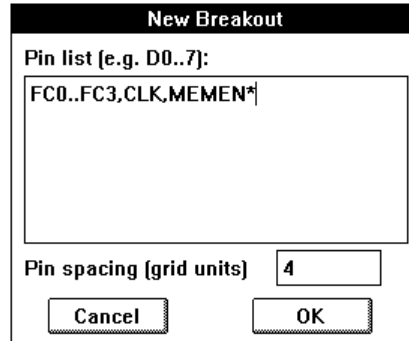 New Breakout
Pin list (e.g. D0..7):
FC0..FC3,CLK,MEMEN*
Pin spacing (grid units) 4
Cancel OK